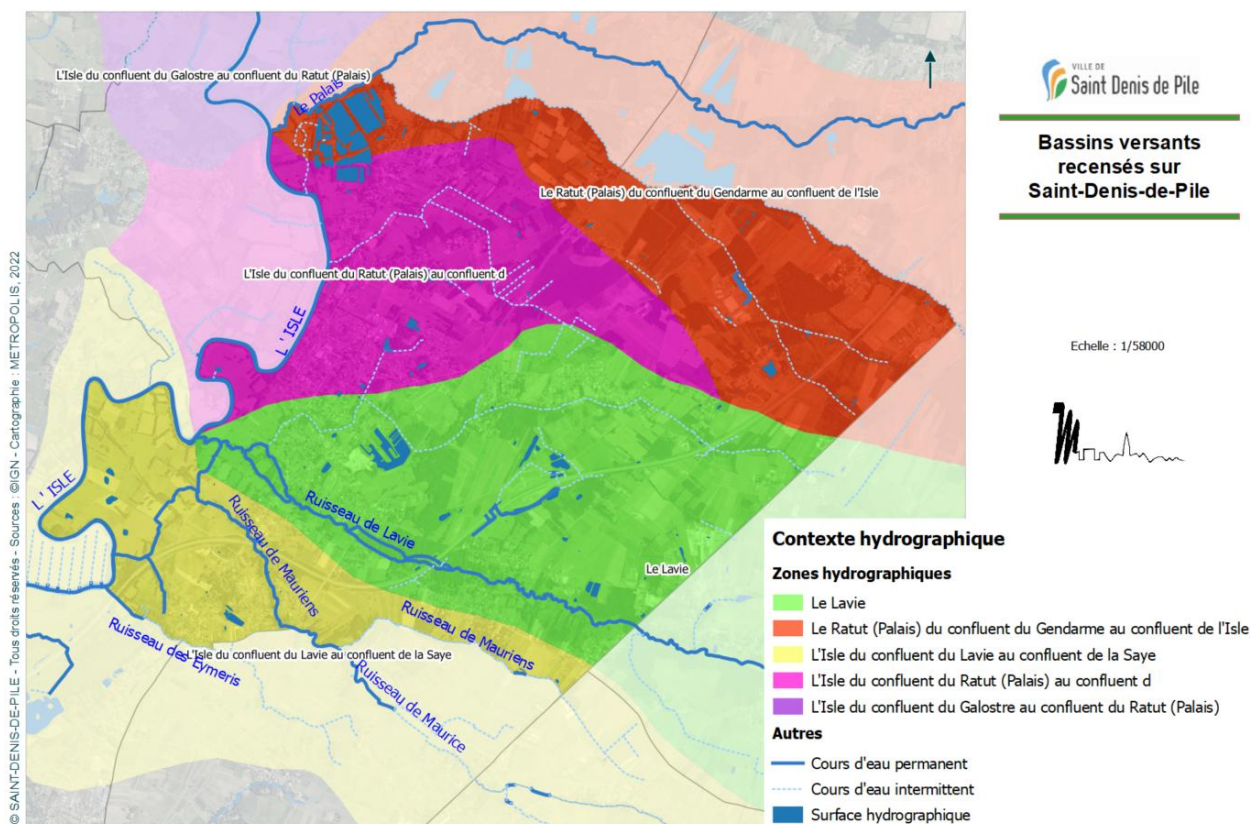 L'Isle du confluent du Galostre au confluent du Ratut (Palais)
Le Palais
Le Ratut (Palais) du confluent du Gendarme au confluent de l'Isle
L'Isle du confluent du Ratut (Palais) au confluent d
L'ISLE
L'ISLE
Ruisseau de Lavie
Ruisseau de Mauriens
Le Lavie
Ruisseau de Mauriens
Ruisseau des Eymeris
L'Isle du confluent du Lavie au confluent de la Saye
Ruisseau de Maurice
© SAINT-DENIS-DE-PILE - Tous droits réservés - Sources : ©IGN - Cartographie : METROPOLIS, 2022
VILLE DE
Saint Denis de Pile
Bassins versants
recensés sur
Saint-Denis-de-Pile
Echelle : 1/58000
Contexte hydrographique
Zones hydrographiques
Le Lavie
Le Ratut (Palais) du confluent du Gendarme au confluent de l'Isle
L'Isle du confluent du Lavie au confluent de la Saye
L'Isle du confluent du Ratut (Palais) au confluent d
L'Isle du confluent du Galostre au confluent du Ratut (Palais)
Autres
Cours d'eau permanent
Cours d'eau intermittent
Surface hydrographique